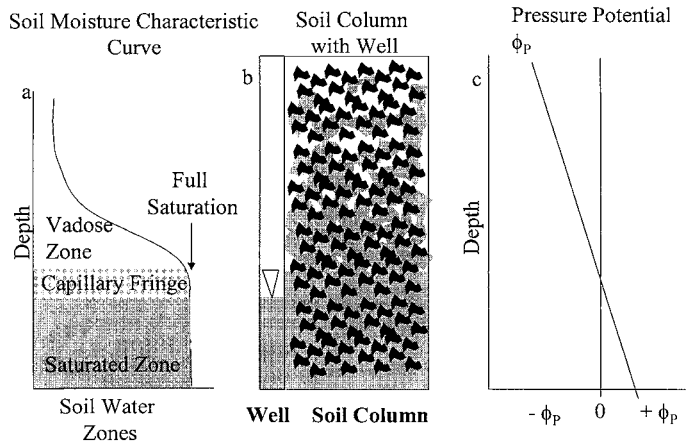 Soil Moisture Characteristic
Curve
a
Depth
Full
Saturation
Vadose
Zone
Capillary Fringe
Saturated Zone
Soil Water
Zones
Soil Column
with Well
b
Well Soil Column
Pressure Potential
ϕP
c
Depth
- ϕP 0 + ϕP